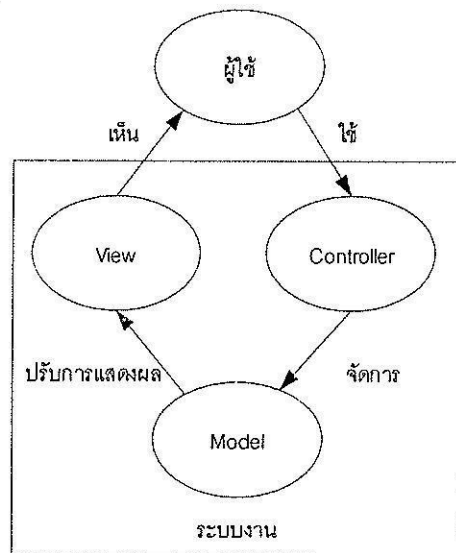 ผู้ใช้
เห็น
ใช้
View
Controller
ปรับการแสดงผล
จัดการ
Model
ระบบงาน